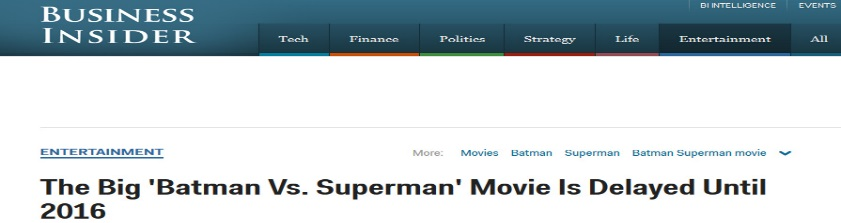 BI INTELLIGENCE EVENTS
BUSINESS
INSIDER
Tech Finance Politics Strategy Life Entertainment All
ENTERTAINMENT
More: Movies Batman Superman Batman Superman movie
The Big 'Batman Vs. Superman' Movie Is Delayed Until
2016